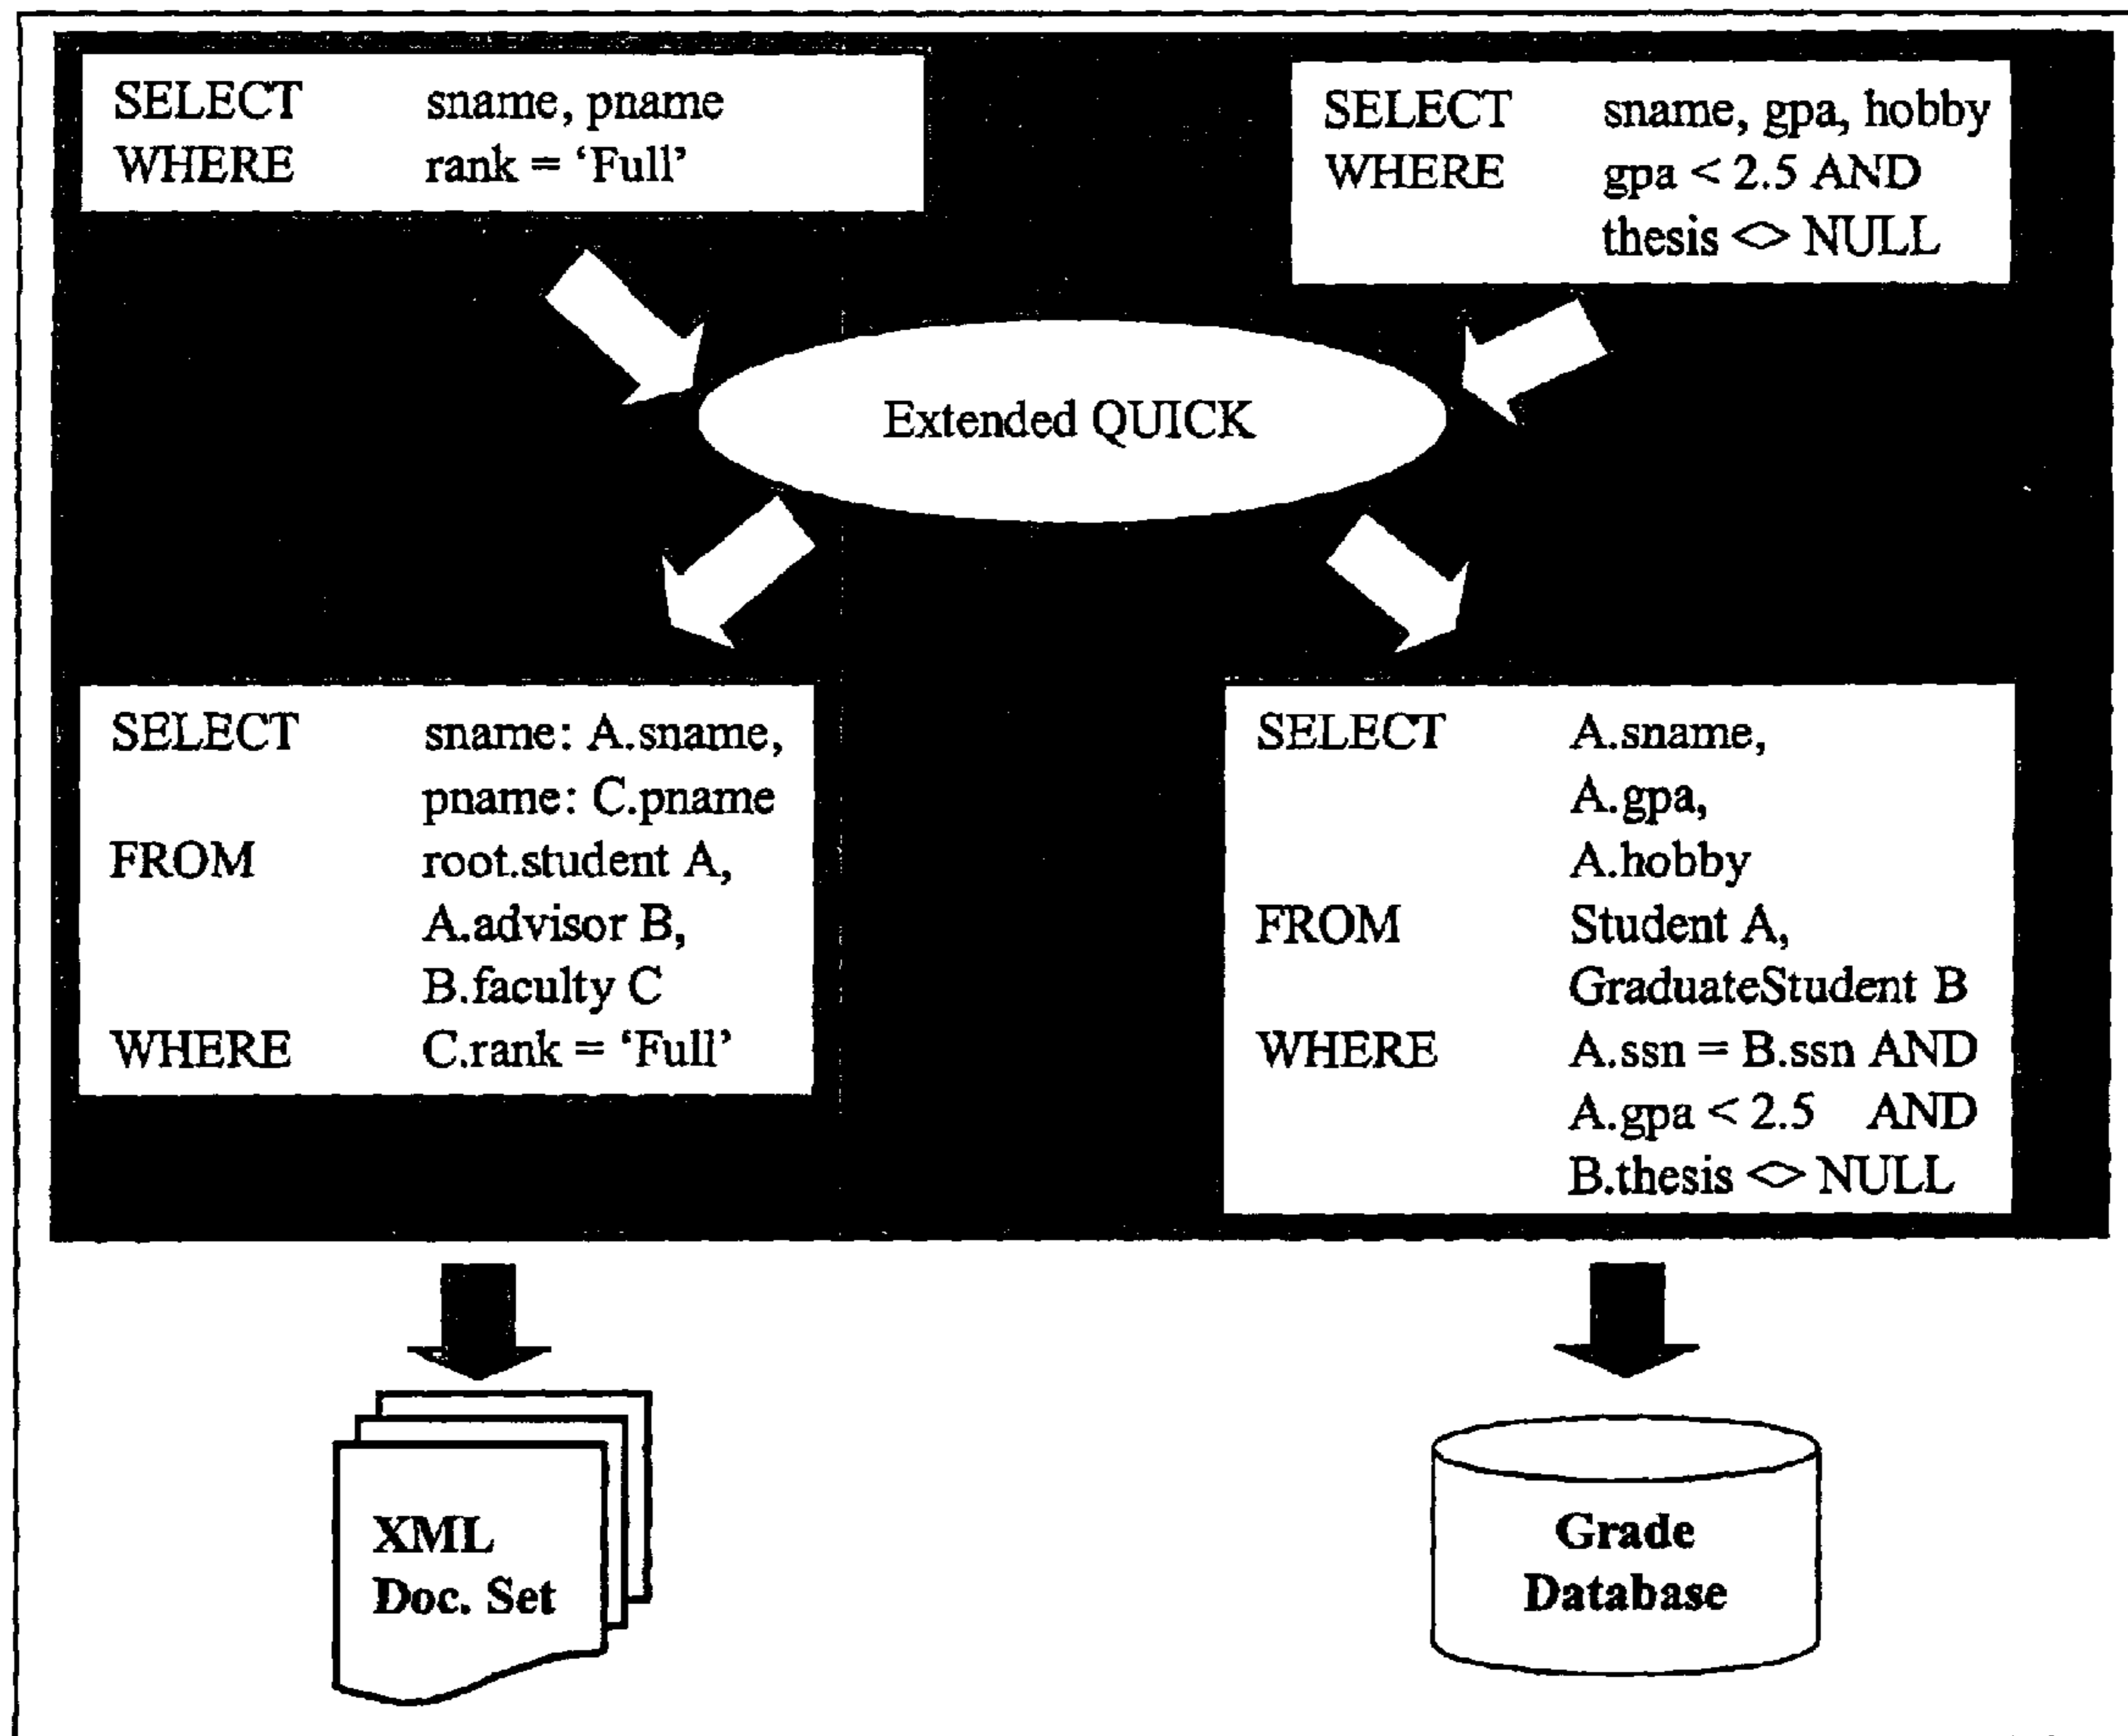 SELECT sname, pname
WHERE rank = ‘Full’
SELECT sname, gpa, hobby
WHERE gpa < 2.5 AND
thesis <> NULL
Extended QUICK
SELECT sname: A.sname,
pname: C.pname
FROM root.student A,
A.advisor B,
B.faculty C
WHERE C.rank = ‘Full’
SELECT A.sname,
A.gpa,
A.hobby
FROM Student A,
GraduateStudent B
WHERE A.ssn = B.ssn AND
A.gpa < 2.5 AND
B.thesis <> NULL
XML
Doc. Set
Grade
Database